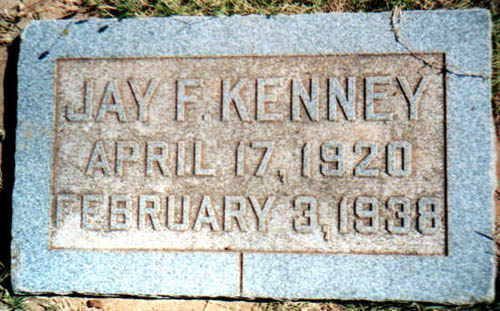 JAY F. KENNEY
APRIL 17, 1920
FEBRUARY 3, 1938